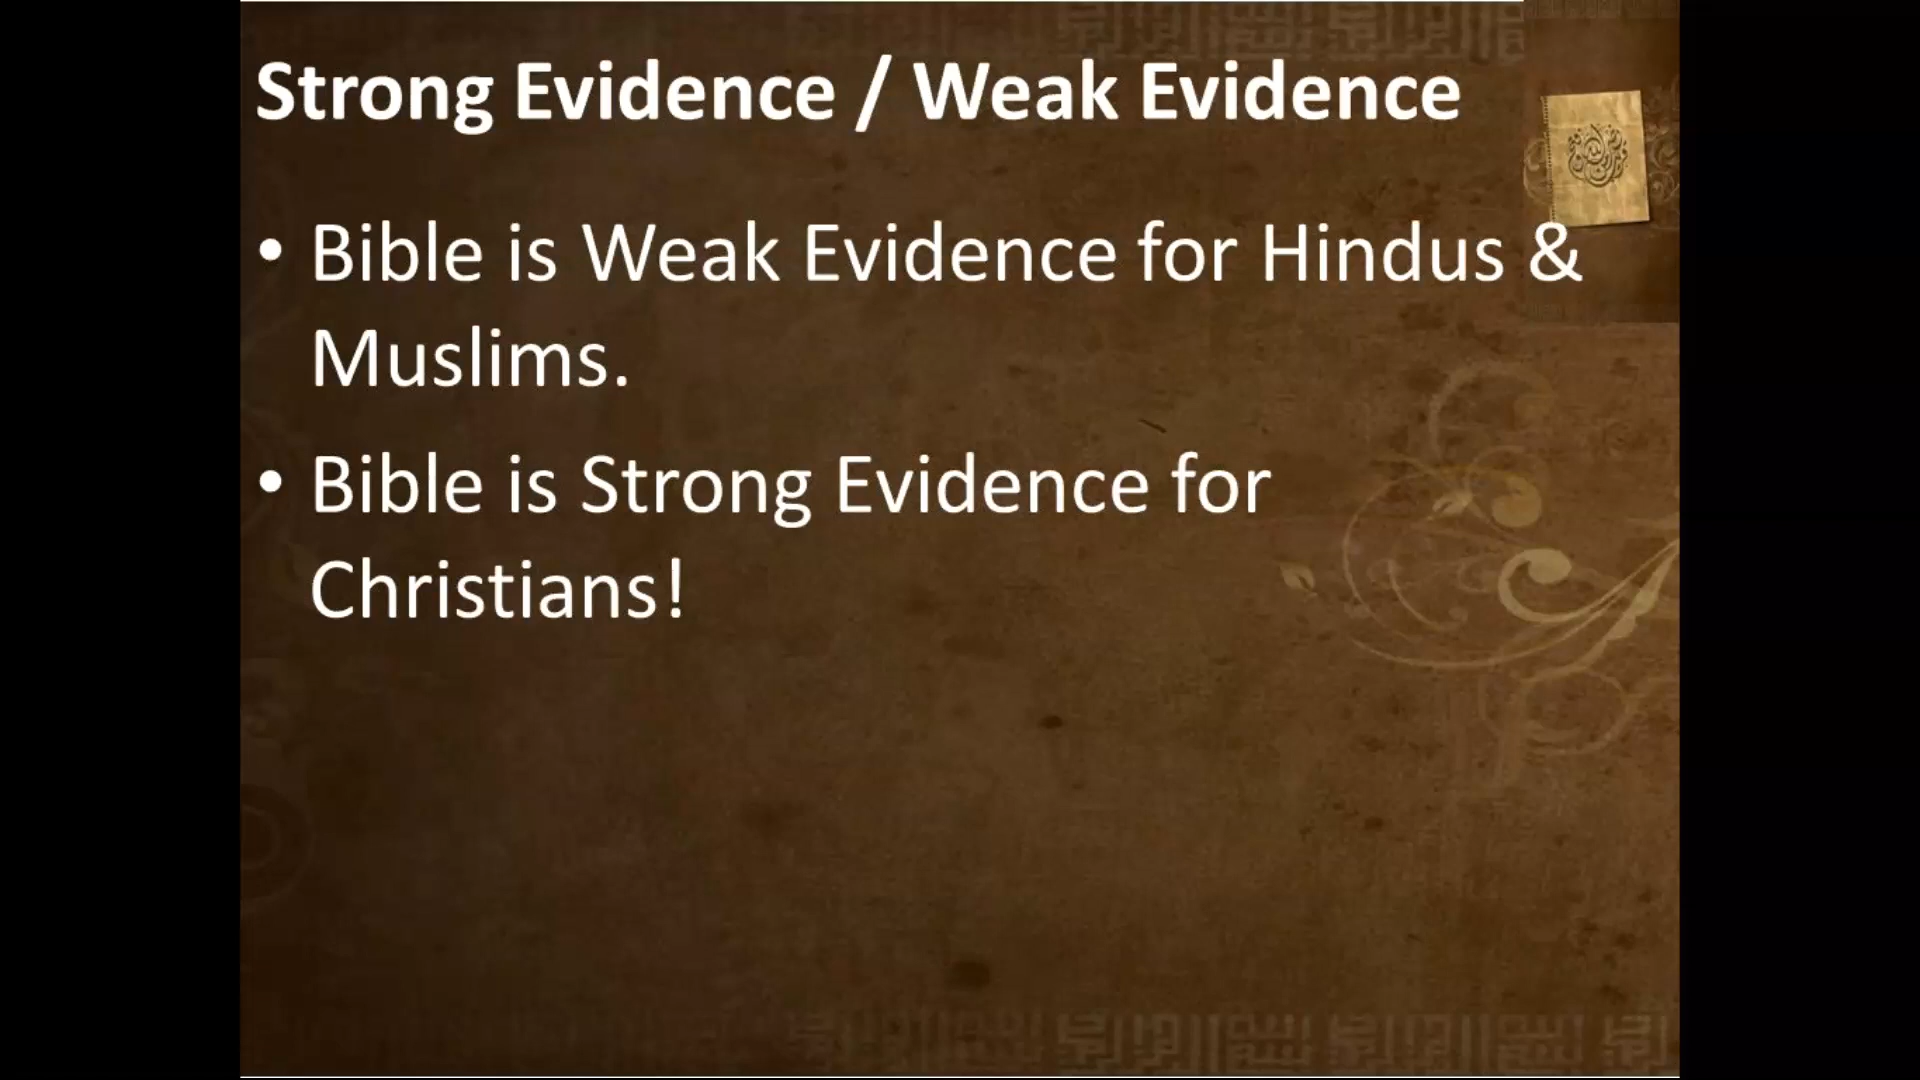 Strong Evidence / Weak Evidence
• Bible is Weak Evidence for Hindus &
Muslims.
• Bible is Strong Evidence for
Christians!